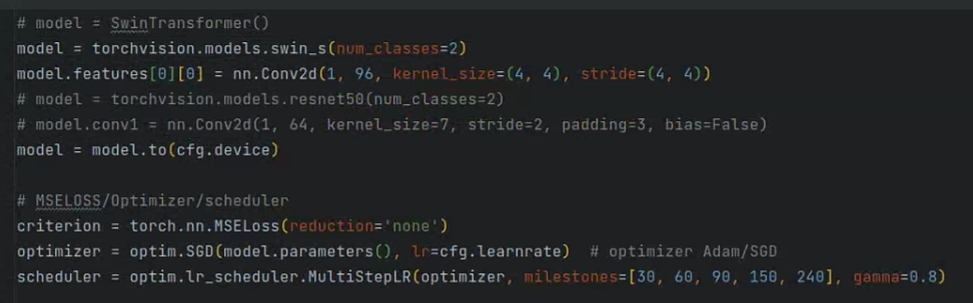 # model = SwinTransformer()
model = torchvision.models.swin_s(num_classes=2)
model.features[0][0] = nn.Conv2d(1, 96, kernel_size=(4, 4), stride=(4, 4))
# model = torchvision.models.resnet50(num_classes=2)
# model.conv1 = nn.Conv2d(1, 64, kernel_size=7, stride=2, padding=3, bias=False)
model = model.to(cfg.device)
# MSELOSS/Optimizer/scheduler
criterion = torch.nn.MSELoss(reduction='none')
optimizer = optim.SGD(model.parameters(), lr=cfg.learnrate)  # optimizer Adam/SGD
scheduler = optim.lr_scheduler.MultiStepLR(optimizer, milestones=[30, 60, 90, 150, 240], gamma=0.8)